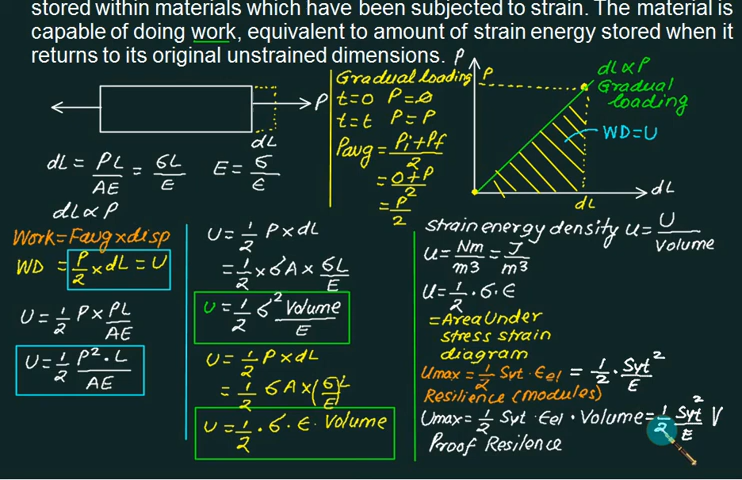 stored within materials which have been subjected to strain. The material is
capable of doing work, equivalent to amount of strain energy stored when it
returns to its original unstrained dimensions.
P
dL
dL = PL/AE = σL/E E = σ/ε
dL ∝ P
Work = Favg x disp
WD = P/2 x dL = U
U = 1/2 P x PL/AE
U = 1/2 P² · L/AE
Gradual loading
t=0 P=0
t=t P=P
Pavg = Pi+Pf/2
= 0+P/2
= P/2
U = 1/2 P x dL
= 1/2 x σA x σL/E
U = 1/2 σ² Volume/E
U = 1/2 P x dL
= 1/2 σA x (σ/E)L
U = 1/2 · σ · ε · Volume
P
P
dL ∝ P
Gradual
loading
WD = U
dL
dL
strain energy density u = U/Volume
u = Nm/m3 = J/m3
u = 1/2 · σ · ε
= Area Under
stress strain
diagram
Umax = 1/2 Syt · εel = 1/2 · Syt²/E
Resilience (modules)
Umax = 1/2 Syt · εel · Volume = 1/2 Syt²/E V
Proof Resilence